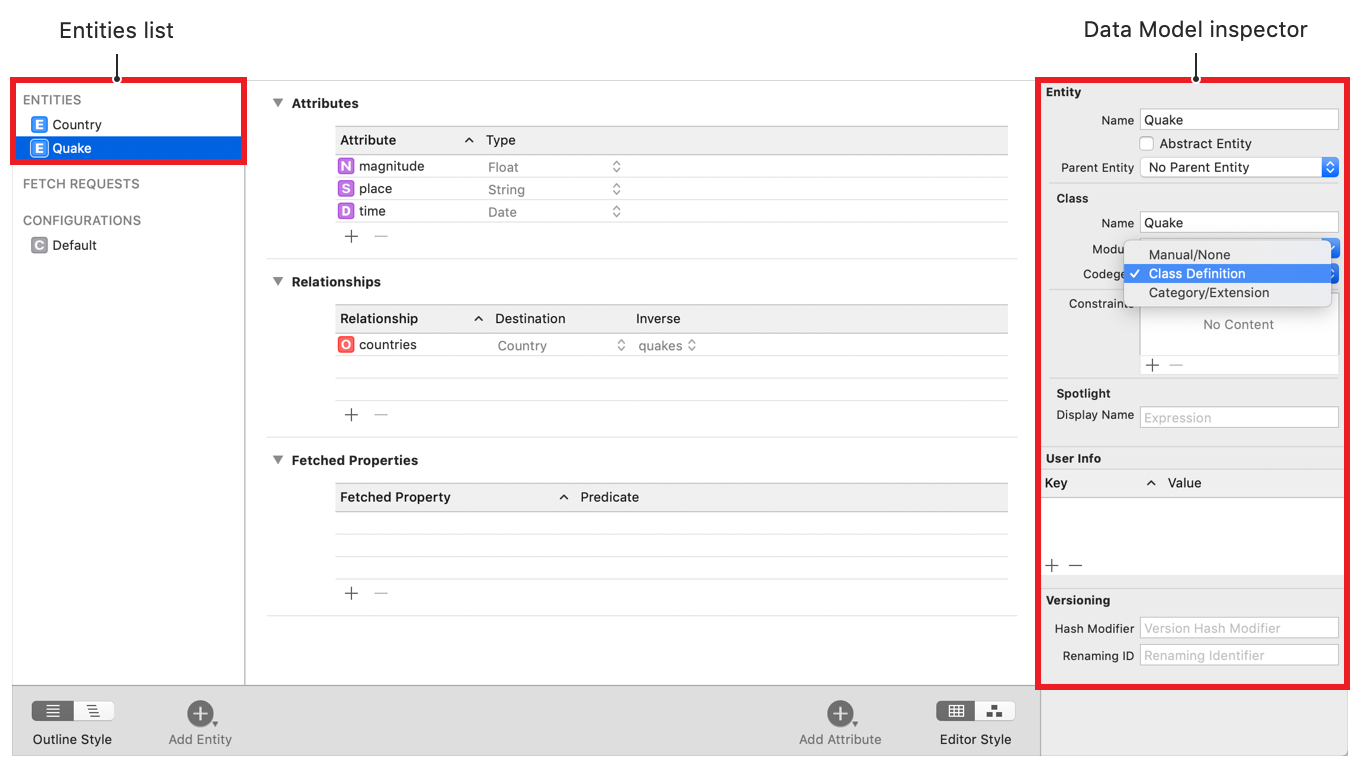 Entities list
Data Model inspector
ENTITIES
E Country
E Quake
FETCH REQUESTS
CONFIGURATIONS
C Default
Attributes
Attribute Type
N magnitude Float
S place String
D time Date
Relationships
Relationship Destination Inverse
O countries Country quakes
Fetched Properties
Fetched Property Predicate
Entity
Name Quake
Abstract Entity
Parent Entity No Parent Entity
Class
Name Quake
Modu
Manual/None
Codege
Class Definition
Category/Extension
Constraints
No Content
Spotlight
Display Name Expression
User Info
Key Value
Versioning
Hash Modifier Version Hash Modifier
Renaming ID Renaming Identifier
Outline Style
Add Entity
Add Attribute
Editor Style